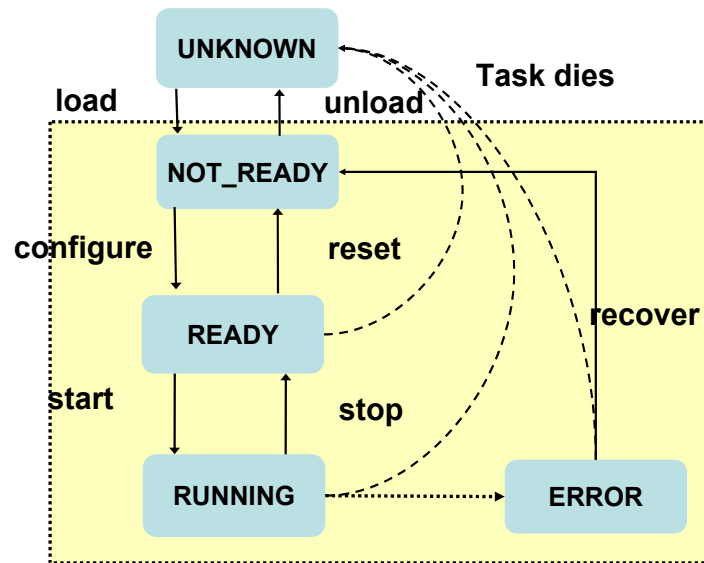 UNKNOWN
Task dies
load
unload
NOT_READY
configure
reset
READY
recover
start
stop
RUNNING
ERROR